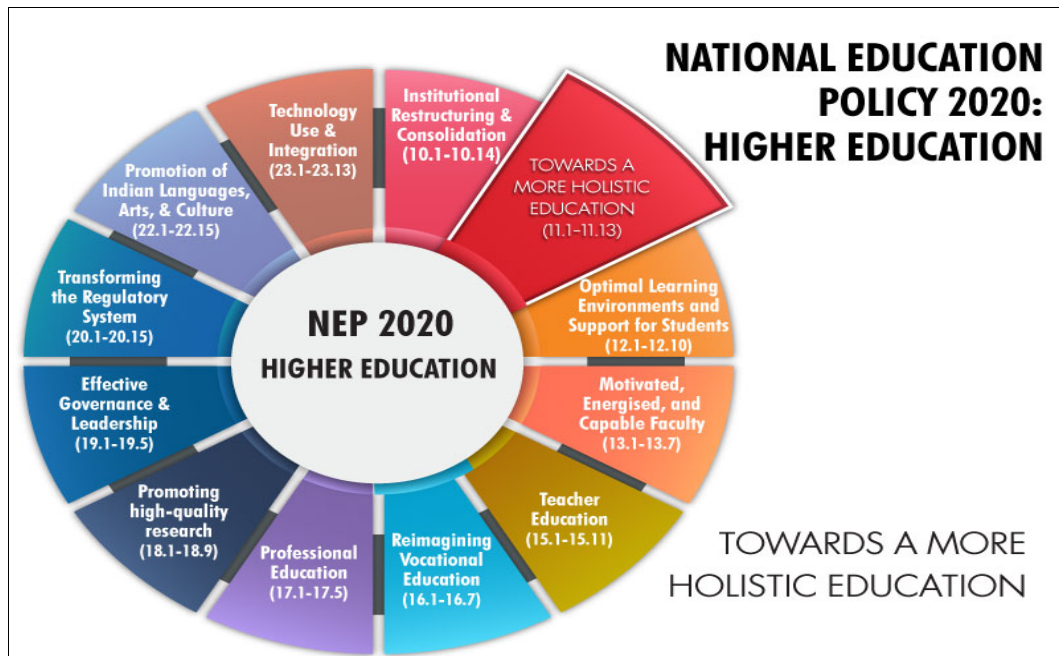 NATIONAL EDUCATION
POLICY 2020:
HIGHER EDUCATION
Institutional
Restructuring &
Consolidation
(10.1-10.14)
TOWARDS A
MORE HOLISTIC
EDUCATION
(11.1-11.13)
Optimal Learning
Environments and
Support for Students
(12.1-12.10)
Motivated,
Energised, and
Capable Faculty
(13.1-13.7)
Teacher
Education
(15.1-15.11)
Reimagining
Vocational
Education
(16.1-16.7)
Professional
Education
(17.1-17.5)
Promoting
high-quality
research
(18.1-18.9)
Effective
Governance &
Leadership
(19.1-19.5)
Transforming
the Regulatory
System
(20.1-20.15)
Promotion of
Indian Languages,
Arts, & Culture
(22.1-22.15)
Technology
Use &
Integration
(23.1-23.13)
NEP 2020
HIGHER EDUCATION
TOWARDS A MORE
HOLISTIC EDUCATION